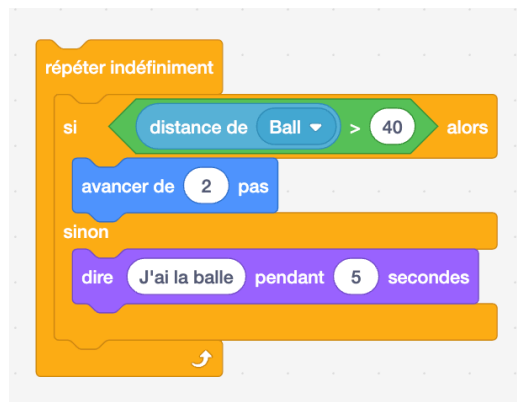 répéter indéfiniment
si distance de Ball > 40 alors
avancer de 2 pas
sinon
dire J'ai la balle pendant 5 secondes